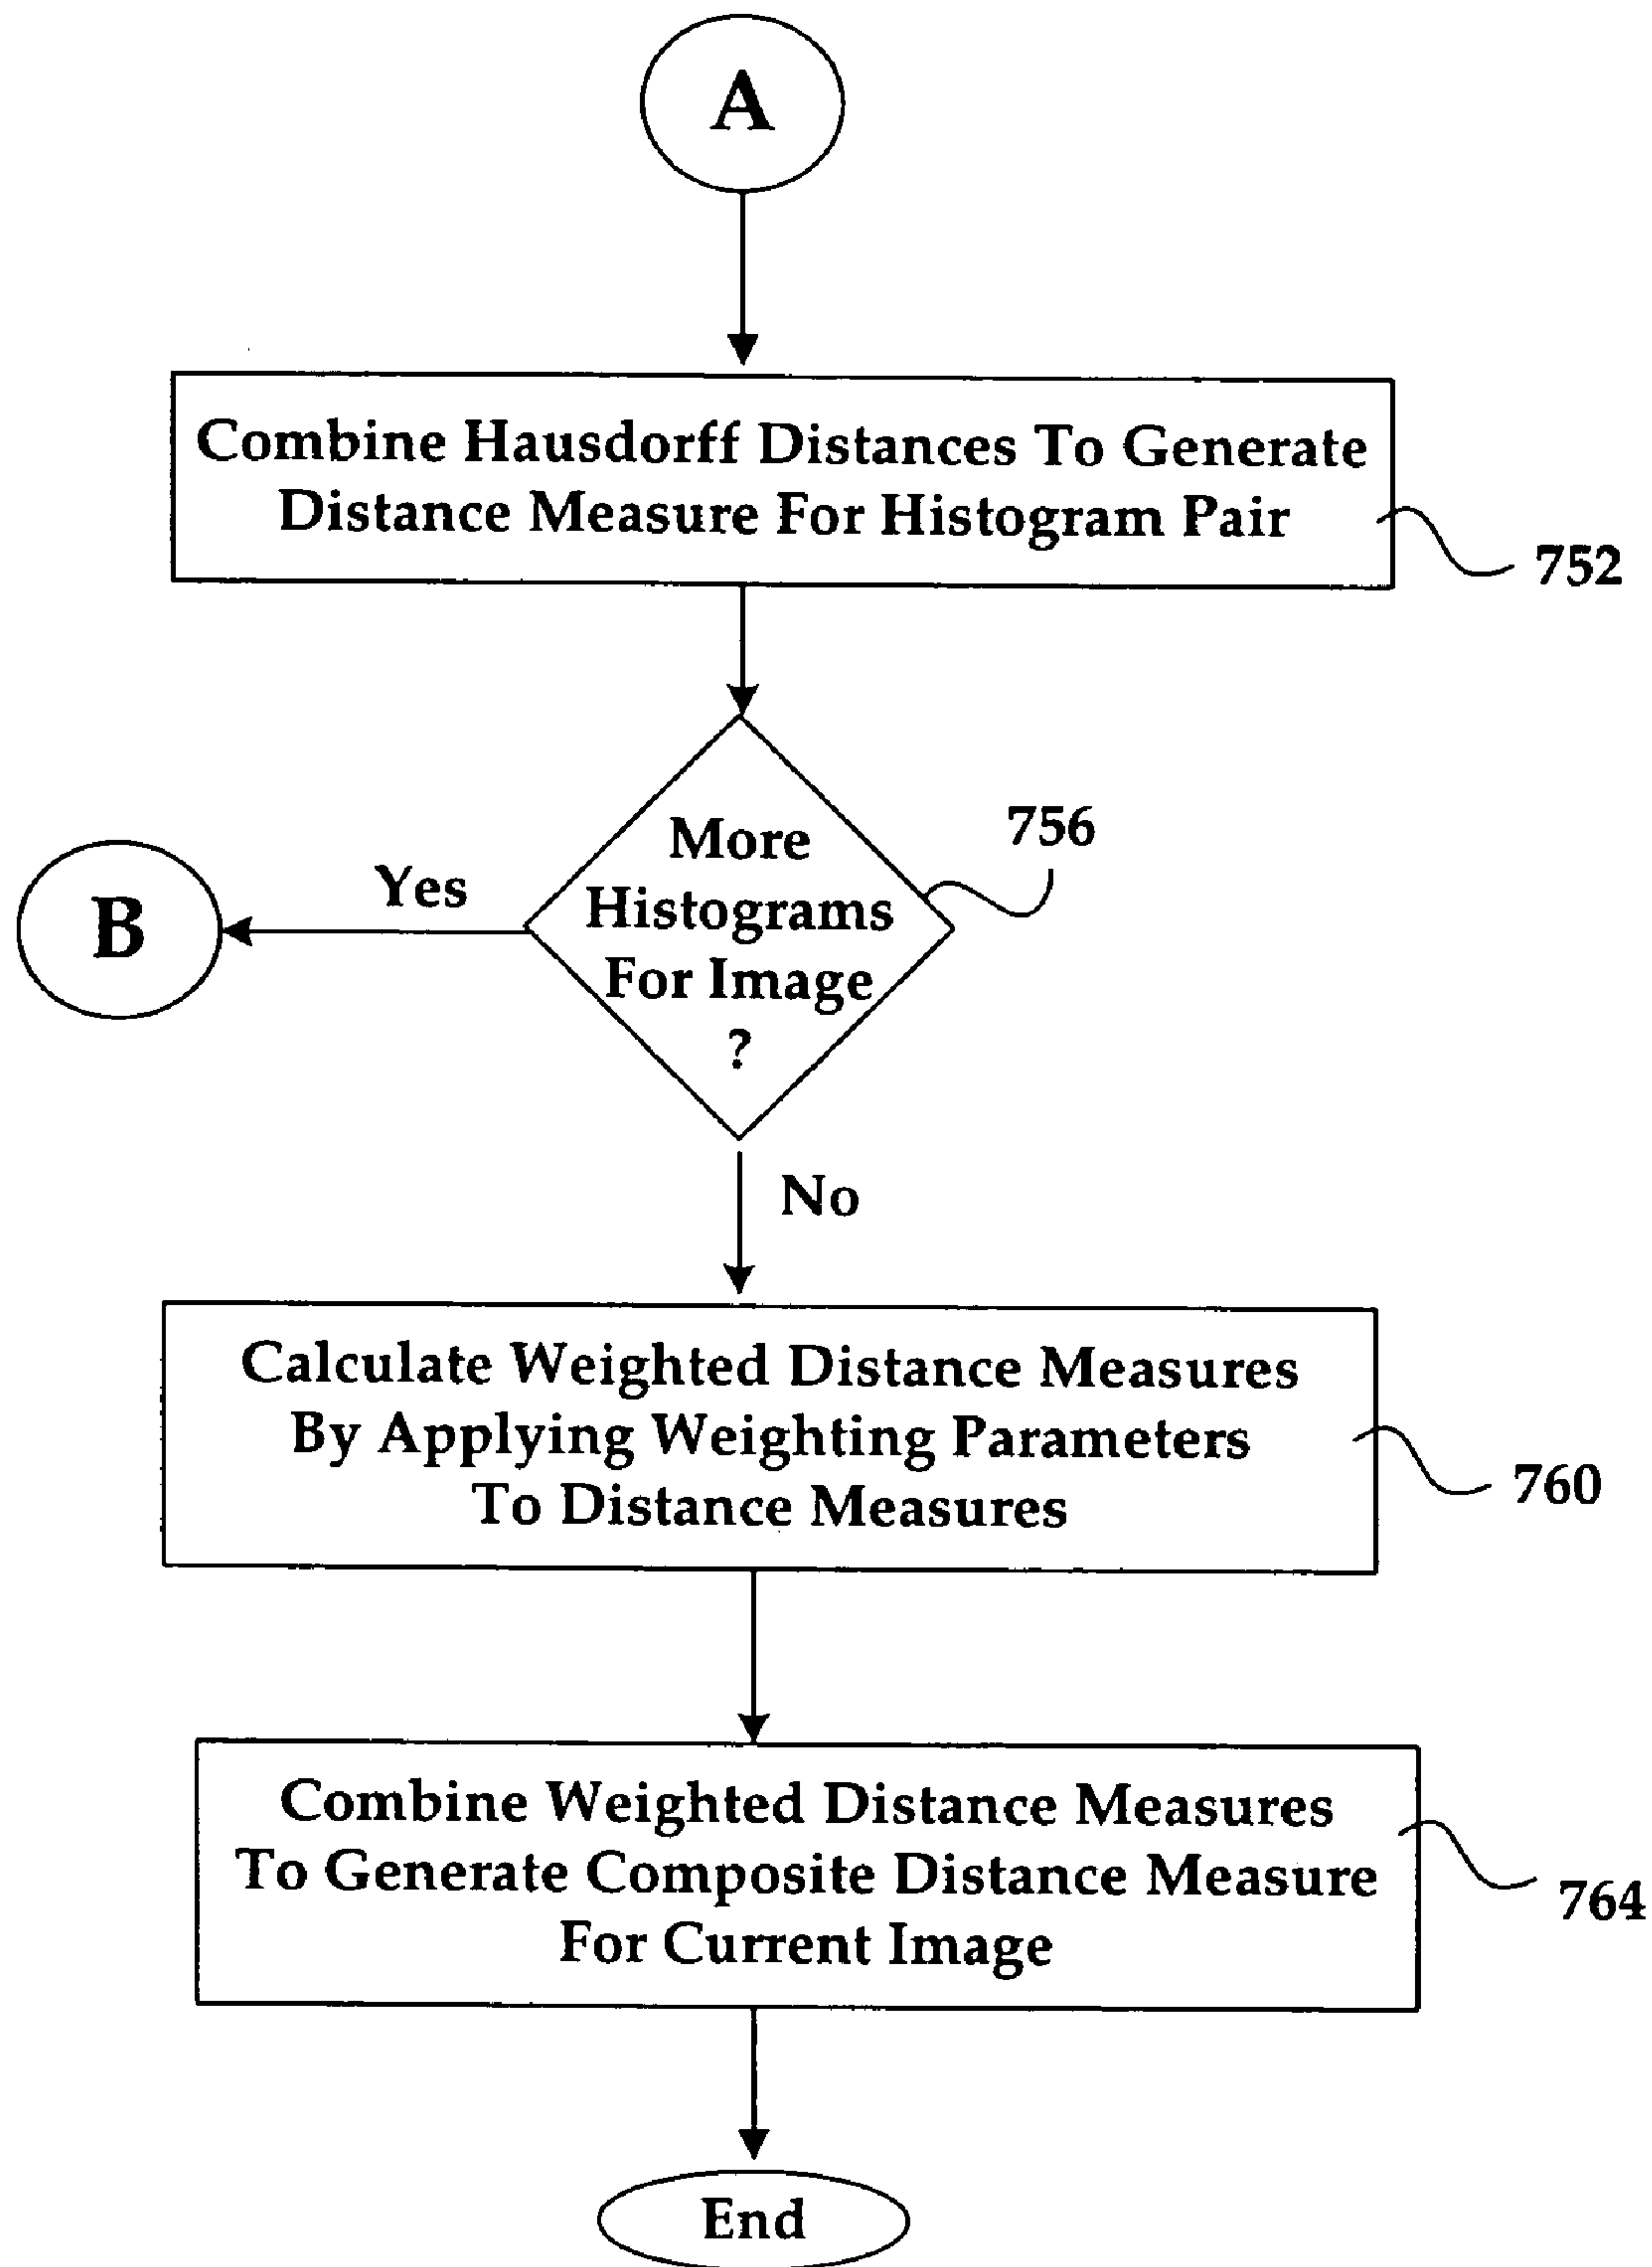 A
Combine Hausdorff Distances To Generate
Distance Measure For Histogram Pair
752
More
Histograms
For Image
?
756
Yes
B
No
Calculate Weighted Distance Measures
By Applying Weighting Parameters
To Distance Measures
760
Combine Weighted Distance Measures
To Generate Composite Distance Measure
For Current Image
764
End